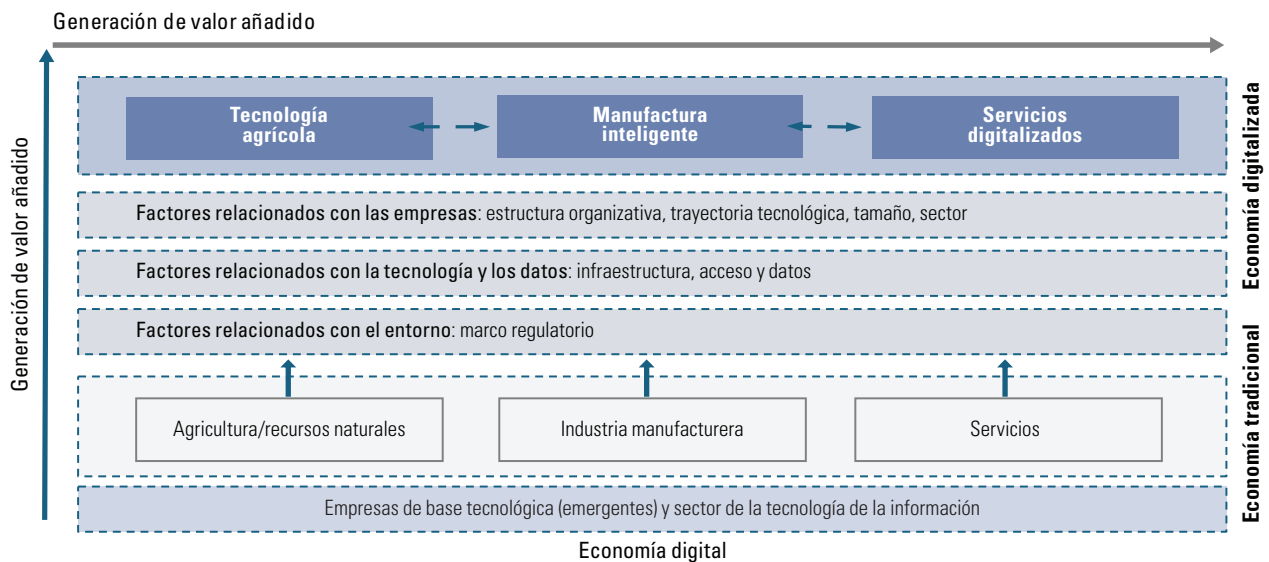 Generación de valor añadido
Generación de valor añadido
Tecnología
agrícola
Manufactura
inteligente
Servicios
digitalizados
Economía digitalizada
Factores relacionados con las empresas: estructura organizativa, trayectoria tecnológica, tamaño, sector
Factores relacionados con la tecnología y los datos: infraestructura, acceso y datos
Factores relacionados con el entorno: marco regulatorio
Agricultura/recursos naturales
Industria manufacturera
Servicios
Economía tradicional
Empresas de base tecnológica (emergentes) y sector de la tecnología de la información
Economía digital